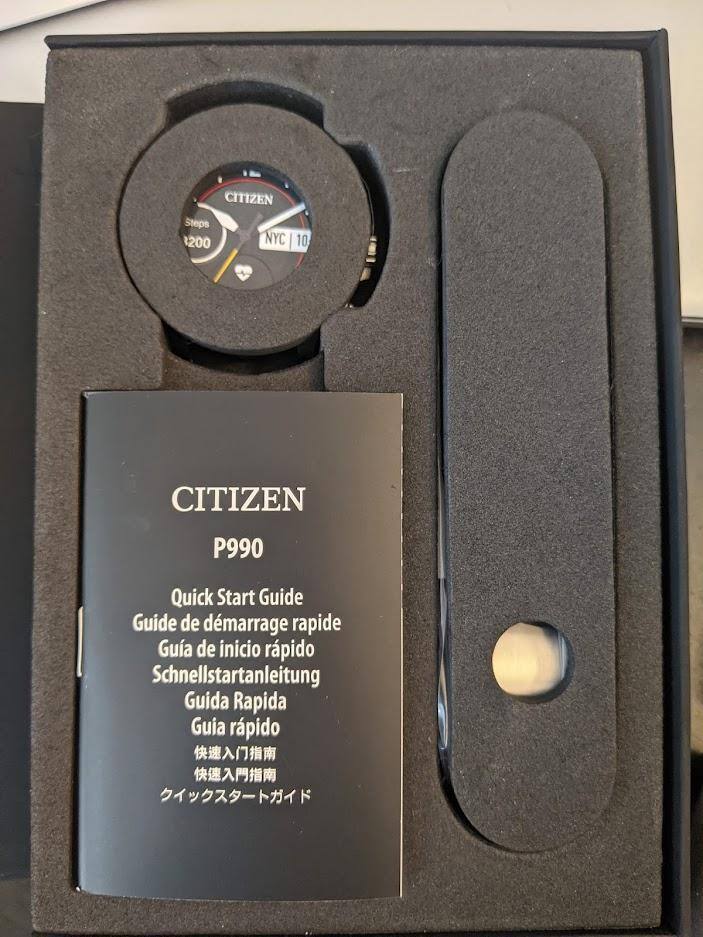 CITIZEN
Steps
NYC | 10
CITIZEN
P990
Quick Start Guide
Guide de démarrage rapide
Guía de inicio rápido
Schnellstartanleitung
Guida Rapida
Guia rápido
快速入门指南
快速入門指南
クイックスタートガイド